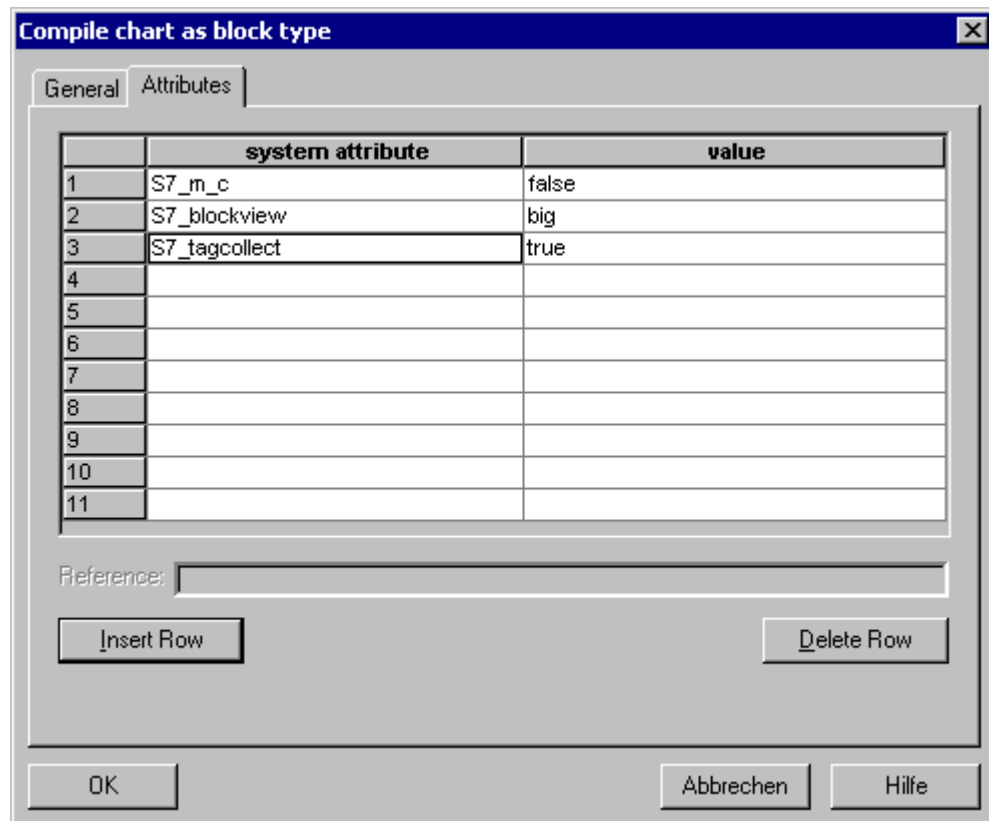 Compile chart as block type
General Attributes
system attribute value
1 S7_m_c false
2 S7_blockview big
3 S7_tagcollect true
4
5
6
7
8
9
10
11
Reference:
Insert Row Delete Row
OK Abbrechen Hilfe